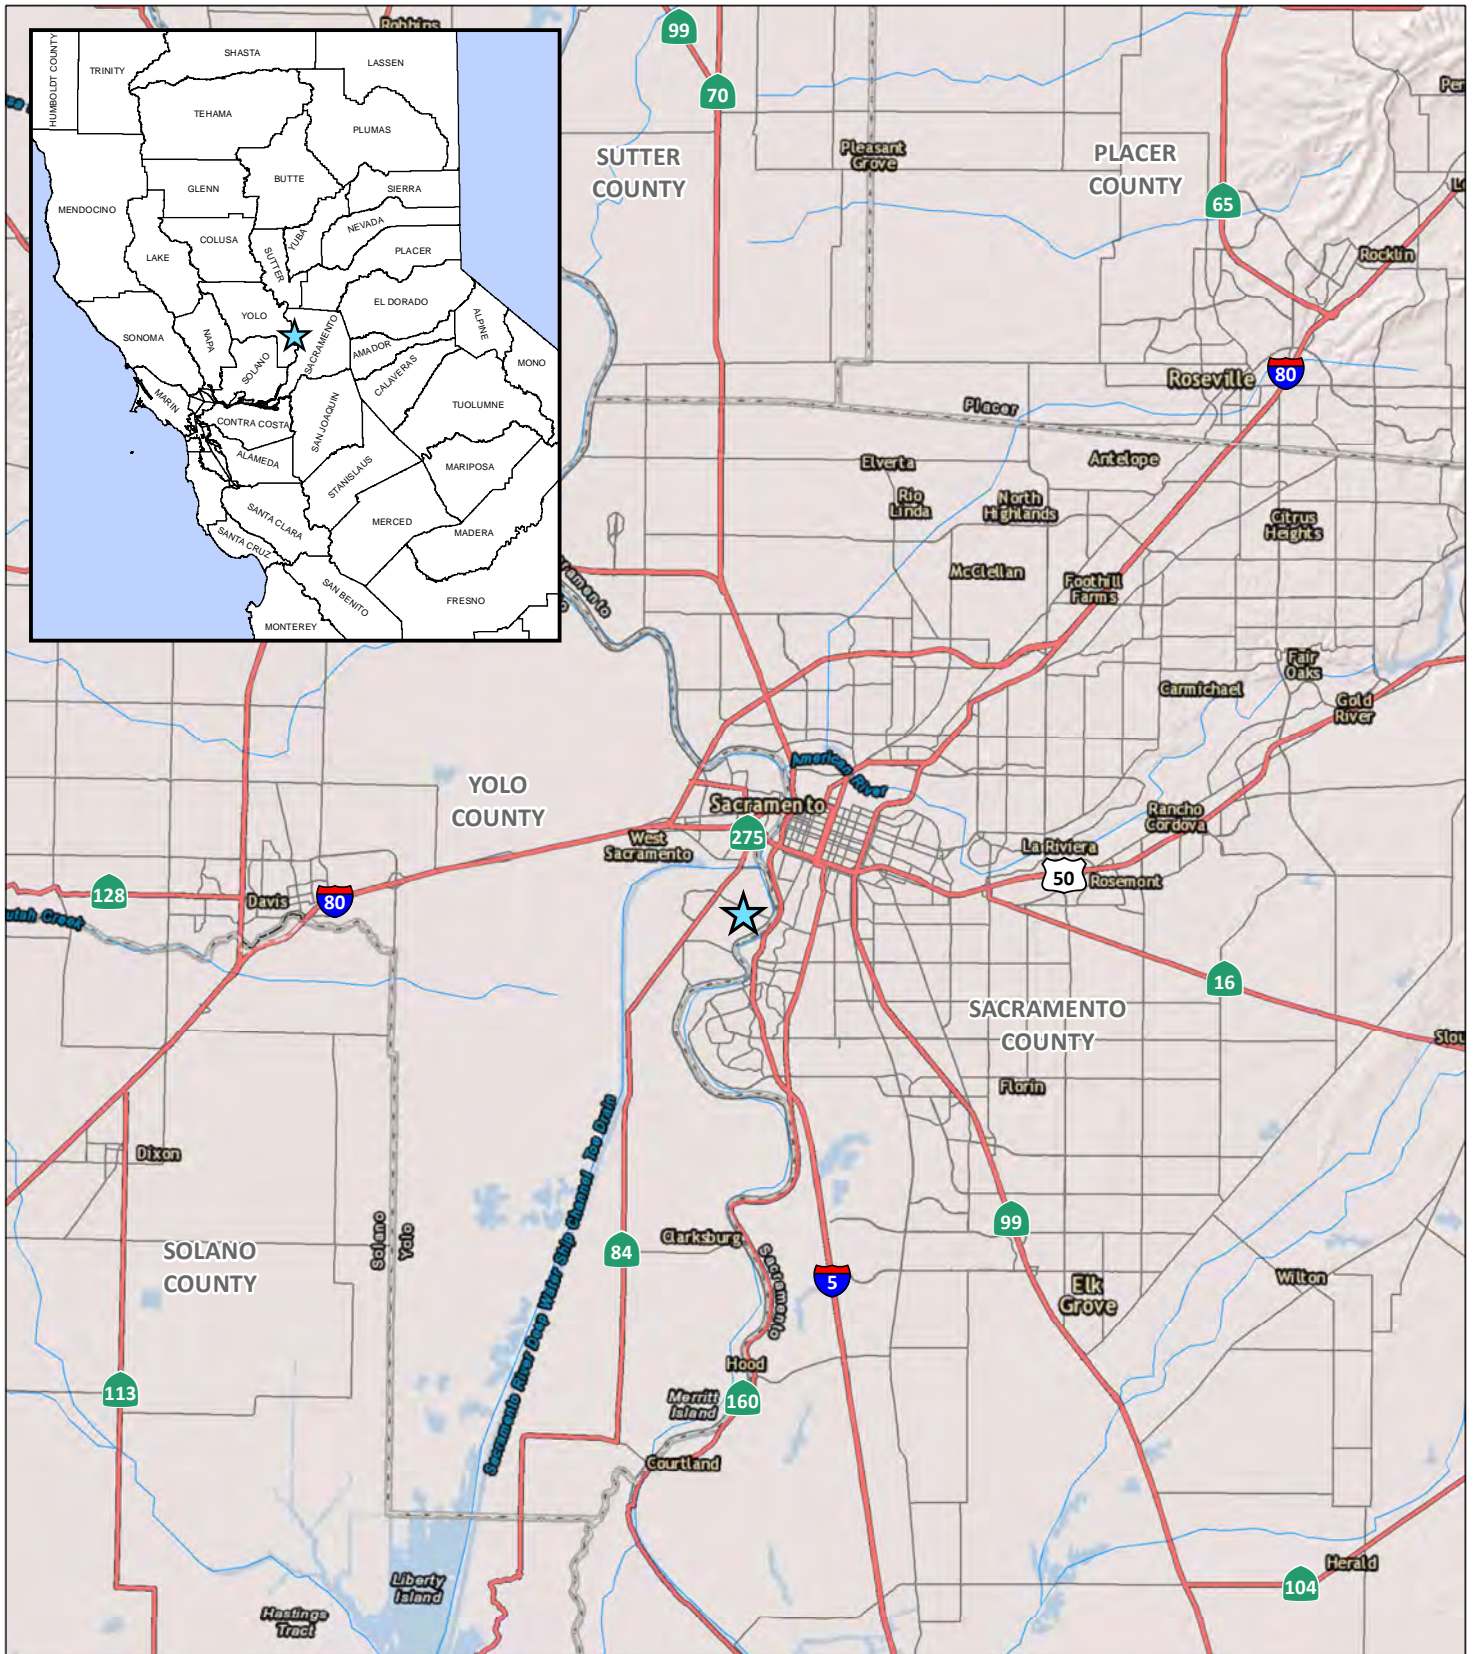 Robbins
99
70
SUTTER
COUNTY
Pleasant
Grove
PLACER
COUNTY
65
Rocklin
Roseville
80
Placer
Elverta
Antelope
Rio
Linda
North
Highlands
Citrus
Heights
McClellan
Foothill
Farms
Fair
Oaks
Carmichael
Gold
River
American River
YOLO
COUNTY
Sacramento
275
West
Sacramento
Rancho
Cordova
La Riviera
50
Rosemont
128
Davis
80
16
SACRAMENTO
COUNTY
Florin
Dixon
Sacramento River Deep Water Ship Channel Toe Drain
Solano
Yolo
SOLANO
COUNTY
84
Clarksburg
Sacramento
99
5
Elk
Grove
Wilton
Hood
160
Merritt
Island
113
Courtland
Liberty
Island
Hastings
Tract
Herald
104
HUMBOLDT COUNTY
TRINITY
SHASTA
LASSEN
TEHAMA
PLUMAS
GLENN
BUTTE
SIERRA
MENDOCINO
COLUSA
YUBA
NEVADA
LAKE
SUTTER
PLACER
YOLO
EL DORADO
SONOMA
NAPA
SOLANO
SACRAMENTO
AMADOR
ALPINE
MONO
MARIN
CALAVERAS
CONTRA COSTA
SAN JOAQUIN
TUOLUMNE
ALAMEDA
STANISLAUS
MARIPOSA
SANTA CLARA
MERCED
MADERA
SANTA CRUZ
SAN BENITO
FRESNO
MONTEREY